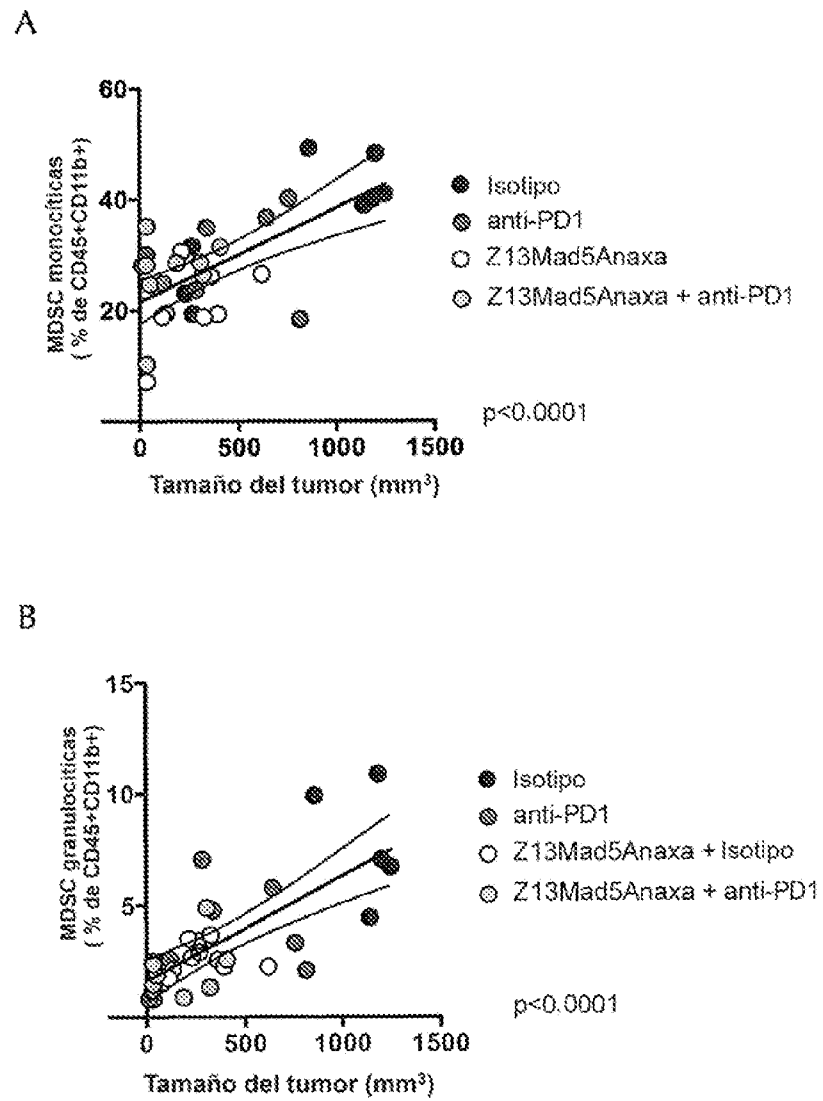 A
60
40
20
MDSC monocíticas
( % de CD45+CD11b+)
Isotipo
anti-PD1
Z13Mad5Anaxa
Z13Mad5Anaxa + anti-PD1
p<0.0001
0 500 1000 1500
Tamaño del tumor (mm³)
B
15
10
5
MDSC granulocíticas
( % de CD45+CD11b+)
Isotipo
anti-PD1
Z13Mad5Anaxa + Isotipo
Z13Mad5Anaxa + anti-PD1
p<0.0001
0 500 1000 1500
Tamaño del tumor (mm³)